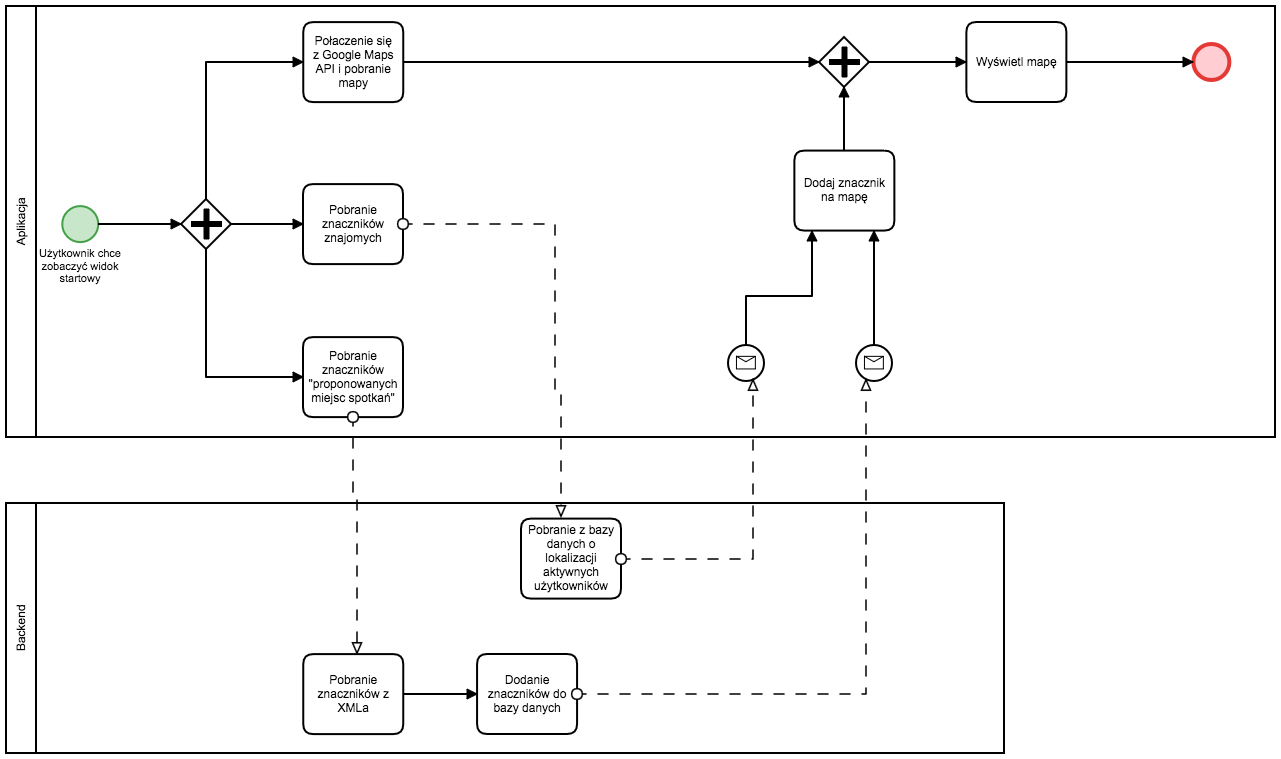 Aplikacja
Połaczenie się
z Google Maps
API i pobranie
mapy
Wyświetl mapę
Dodaj znacznik
na mapę
Pobranie
znaczników
znajomych
Użytkownik chce
zobaczyć widok
startowy
Pobranie
znaczników
"proponowanych
miejsc spotkań"
Backend
Pobranie z bazy
danych o
lokalizacji
aktywnych
użytkowników
Pobranie
znaczników z
XMLa
Dodanie
znaczników do
bazy danych